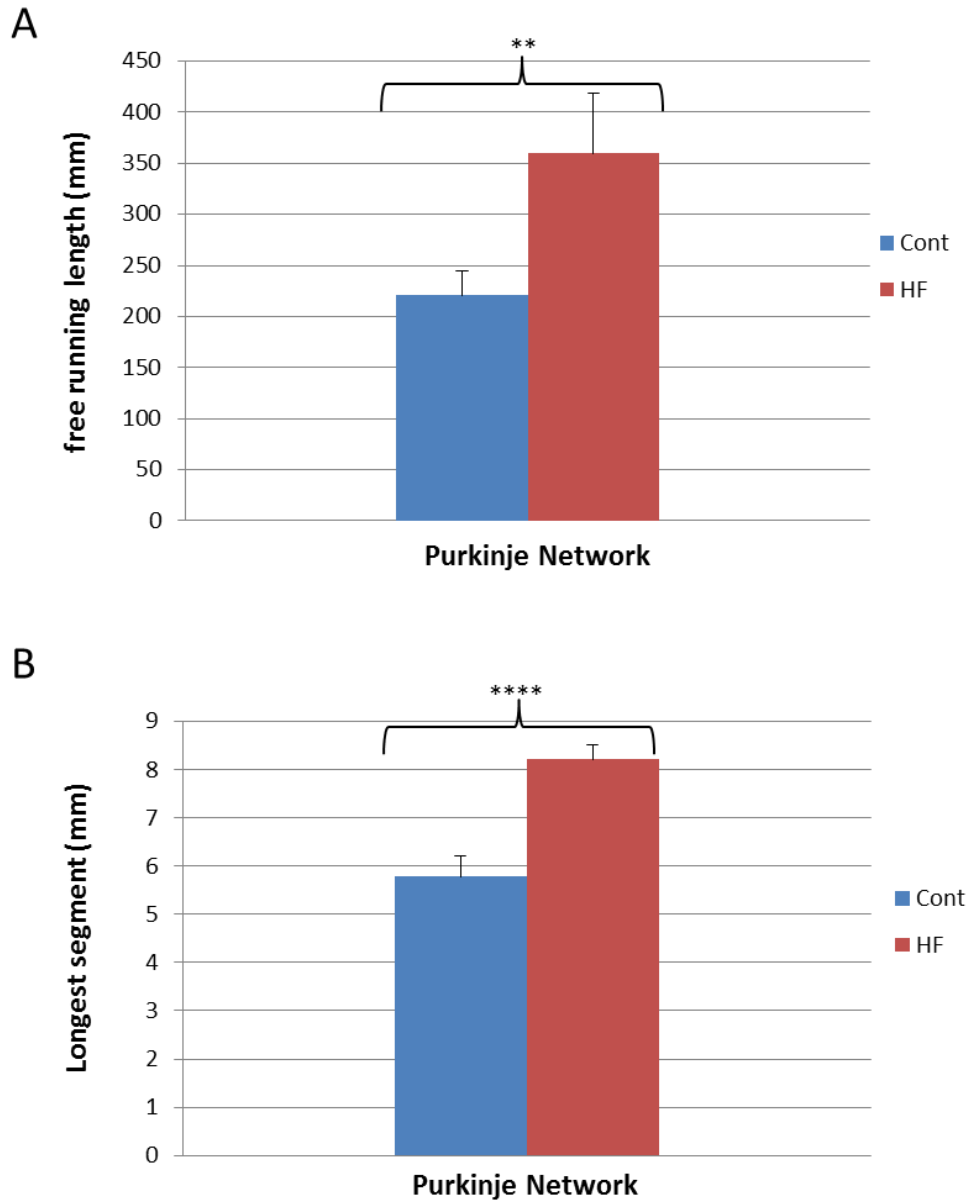 A
**
450
400
350
300
250
200
150
100
50
0
free running length (mm)
Cont
HF
Purkinje Network
B
****
9
8
7
6
5
4
3
2
1
0
Longest segment (mm)
Cont
HF
Purkinje Network